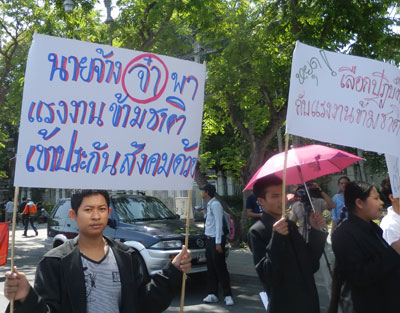 นายจ้าง จ๋า พา
แรงงานข้ามชาติ
เข้าประกันสังคมด้วย
หยุด!
เลือกปฏิบัติ
กับแรงงานข้ามชาติ